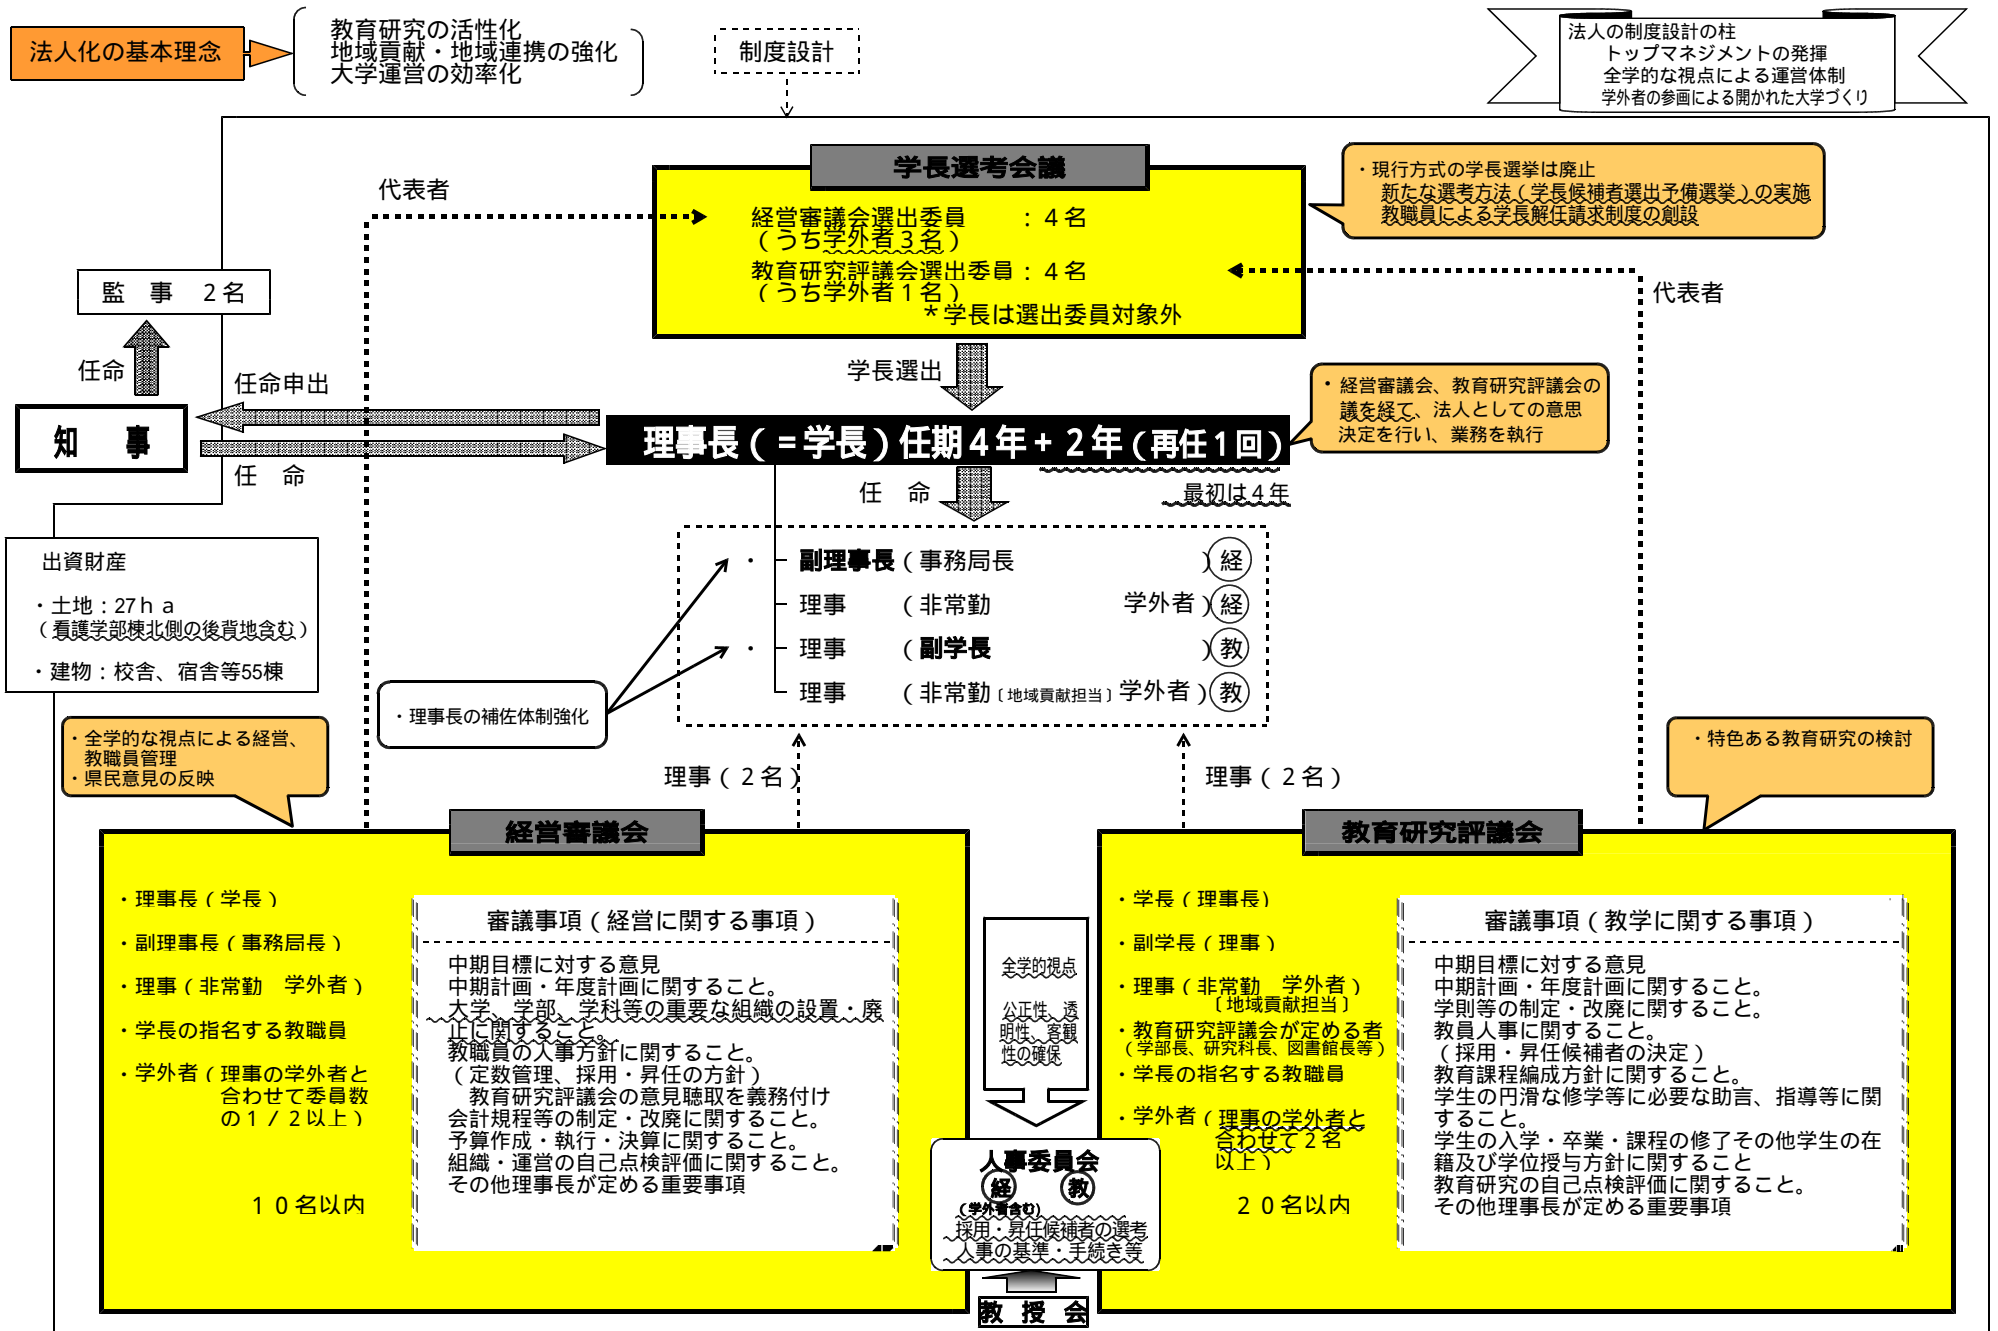 法人化の基本理念
教育研究の活性化
地域貢献・地域連携の強化
大学運営の効率化
制度設計
法人の制度設計の柱
トップマネジメントの発揮
全学的な視点による運営体制
学外者の参画による開かれた大学づくり
学長選考会議
代表者
経営審議会選出委員　　：４名
（うち学外者３名）
教育研究評議会選出委員：４名
（うち学外者１名）
＊学長は選出委員対象外
・現行方式の学長選挙は廃止
新たな選考方法（学長候補者選出予備選挙）の実施
教職員による学長解任請求制度の創設
代表者
監　事　２名
任命
任命申出
知　事
任　命
学長選出
理事長（＝学長）任期４年＋２年（再任１回）
・経営審議会、教育研究評議会の
議を経て、法人としての意思
決定を行い、業務を執行
任　命
最初は４年
・副理事長（事務局長　　　）経
理事　（非常勤　　学外者）経
・理事　（副学長　　　）教
理事　（非常勤〔地域貢献担当〕学外者）教
出資財産
・土地：27ｈａ
（看護学部棟北側の後背地含む）
・建物：校舎、宿舎等55棟
・理事長の補佐体制強化
・全学的な視点による経営、
教職員管理
・県民意見の反映
理事（２名）
理事（２名）
・特色ある教育研究の検討
経営審議会
・理事長（学長）
・副理事長（事務局長）
・理事（非常勤　学外者）
・学長の指名する教職員
・学外者（理事の学外者と
合わせて委員数
の１／２以上）
１０名以内
審議事項（経営に関する事項）
中期目標に対する意見
中期計画・年度計画に関すること。
大学、学部、学科等の重要な組織の設置・廃
止に関すること。
教職員の人事方針に関すること。
（定数管理、採用・昇任の方針）
教育研究評議会の意見聴取を義務付け
会計規程等の制定・改廃に関すること。
予算作成・執行・決算に関すること。
組織・運営の自己点検評価に関すること。
その他理事長が定める重要事項
全学的視点
公正性、透
明性、客観
性の確保
人事委員会
経　教
（学外者含む）
採用・昇任候補者の選考
人事の基準・手続き等
教 授 会
教育研究評議会
・学長（理事長）
・副学長（理事）
・理事（非常勤　学外者）
〔地域貢献担当〕
・教育研究評議会が定める者
（学部長、研究科長、図書館長等）
・学長の指名する教職員
・学外者（理事の学外者と
合わせて２名
以上）
２０名以内
審議事項（教学に関する事項）
中期目標に対する意見
中期計画・年度計画に関すること。
学則等の制定・改廃に関すること。
教員人事に関すること。
（採用・昇任候補者の決定）
教育課程編成方針に関すること。
学生の円滑な修学等に必要な助言、指導等に関
すること。
学生の入学・卒業・課程の修了その他学生の在
籍及び学位授与方針に関すること
教育研究の自己点検評価に関すること。
その他理事長が定める重要事項